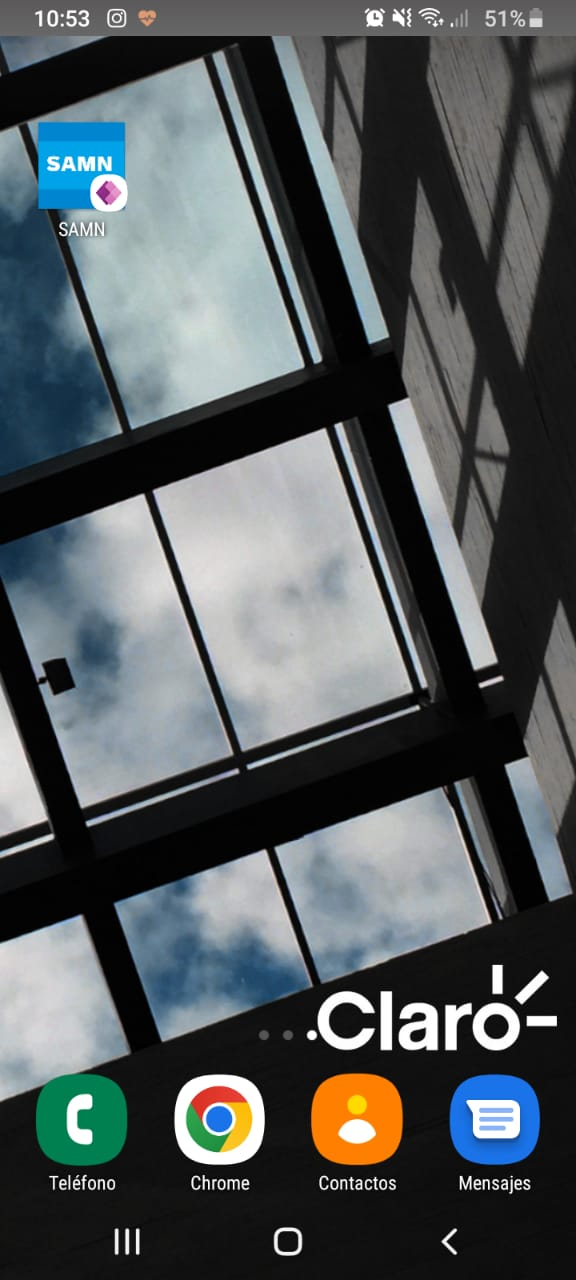 10:53
51%
SAMN
SAMN
Claro
Teléfono Chrome Contactos Mensajes